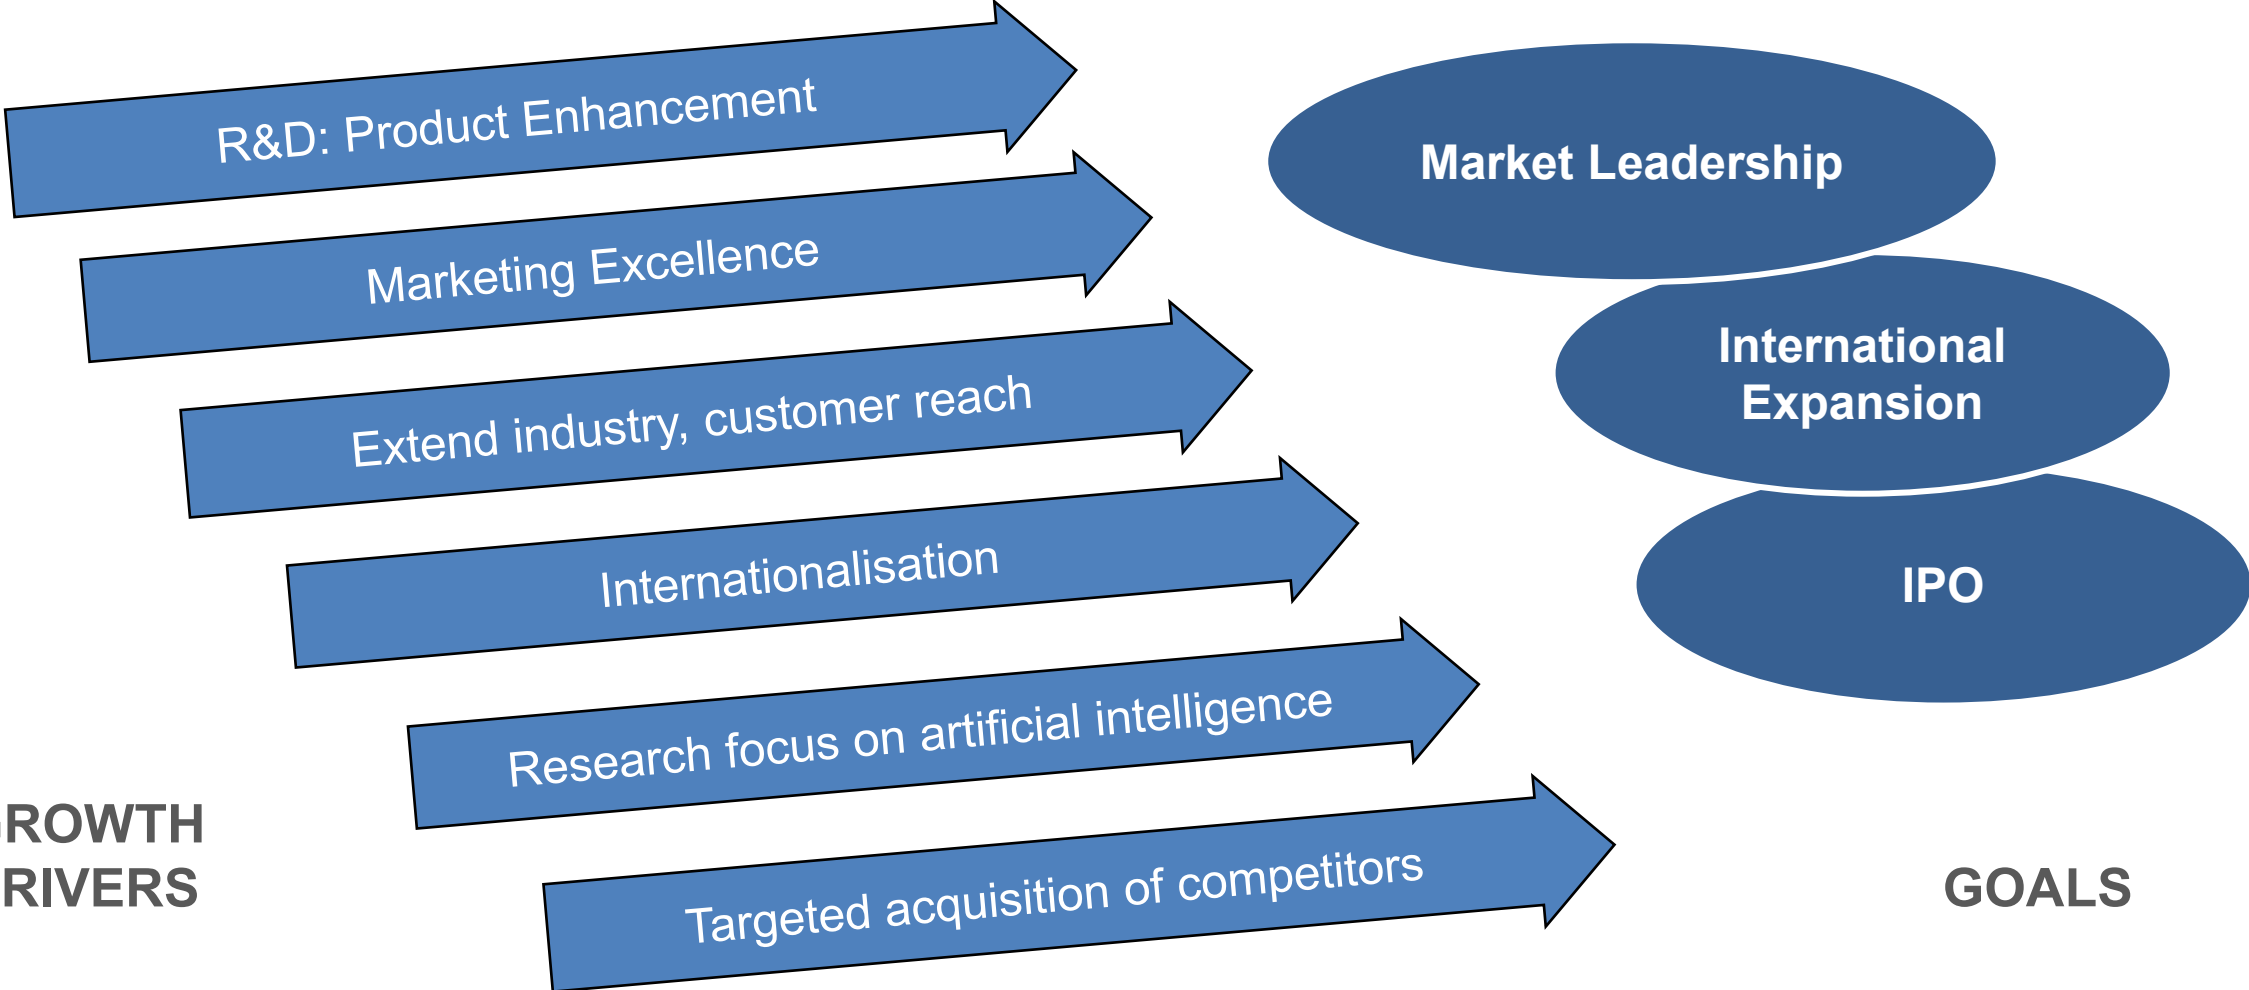 R&D: Product Enhancement
Marketing Excellence
Extend industry, customer reach
Internationalisation
Research focus on artificial intelligence
Targeted acquisition of competitors
Market Leadership
International
Expansion
IPO
GROWTH
RIVERS
GOALS